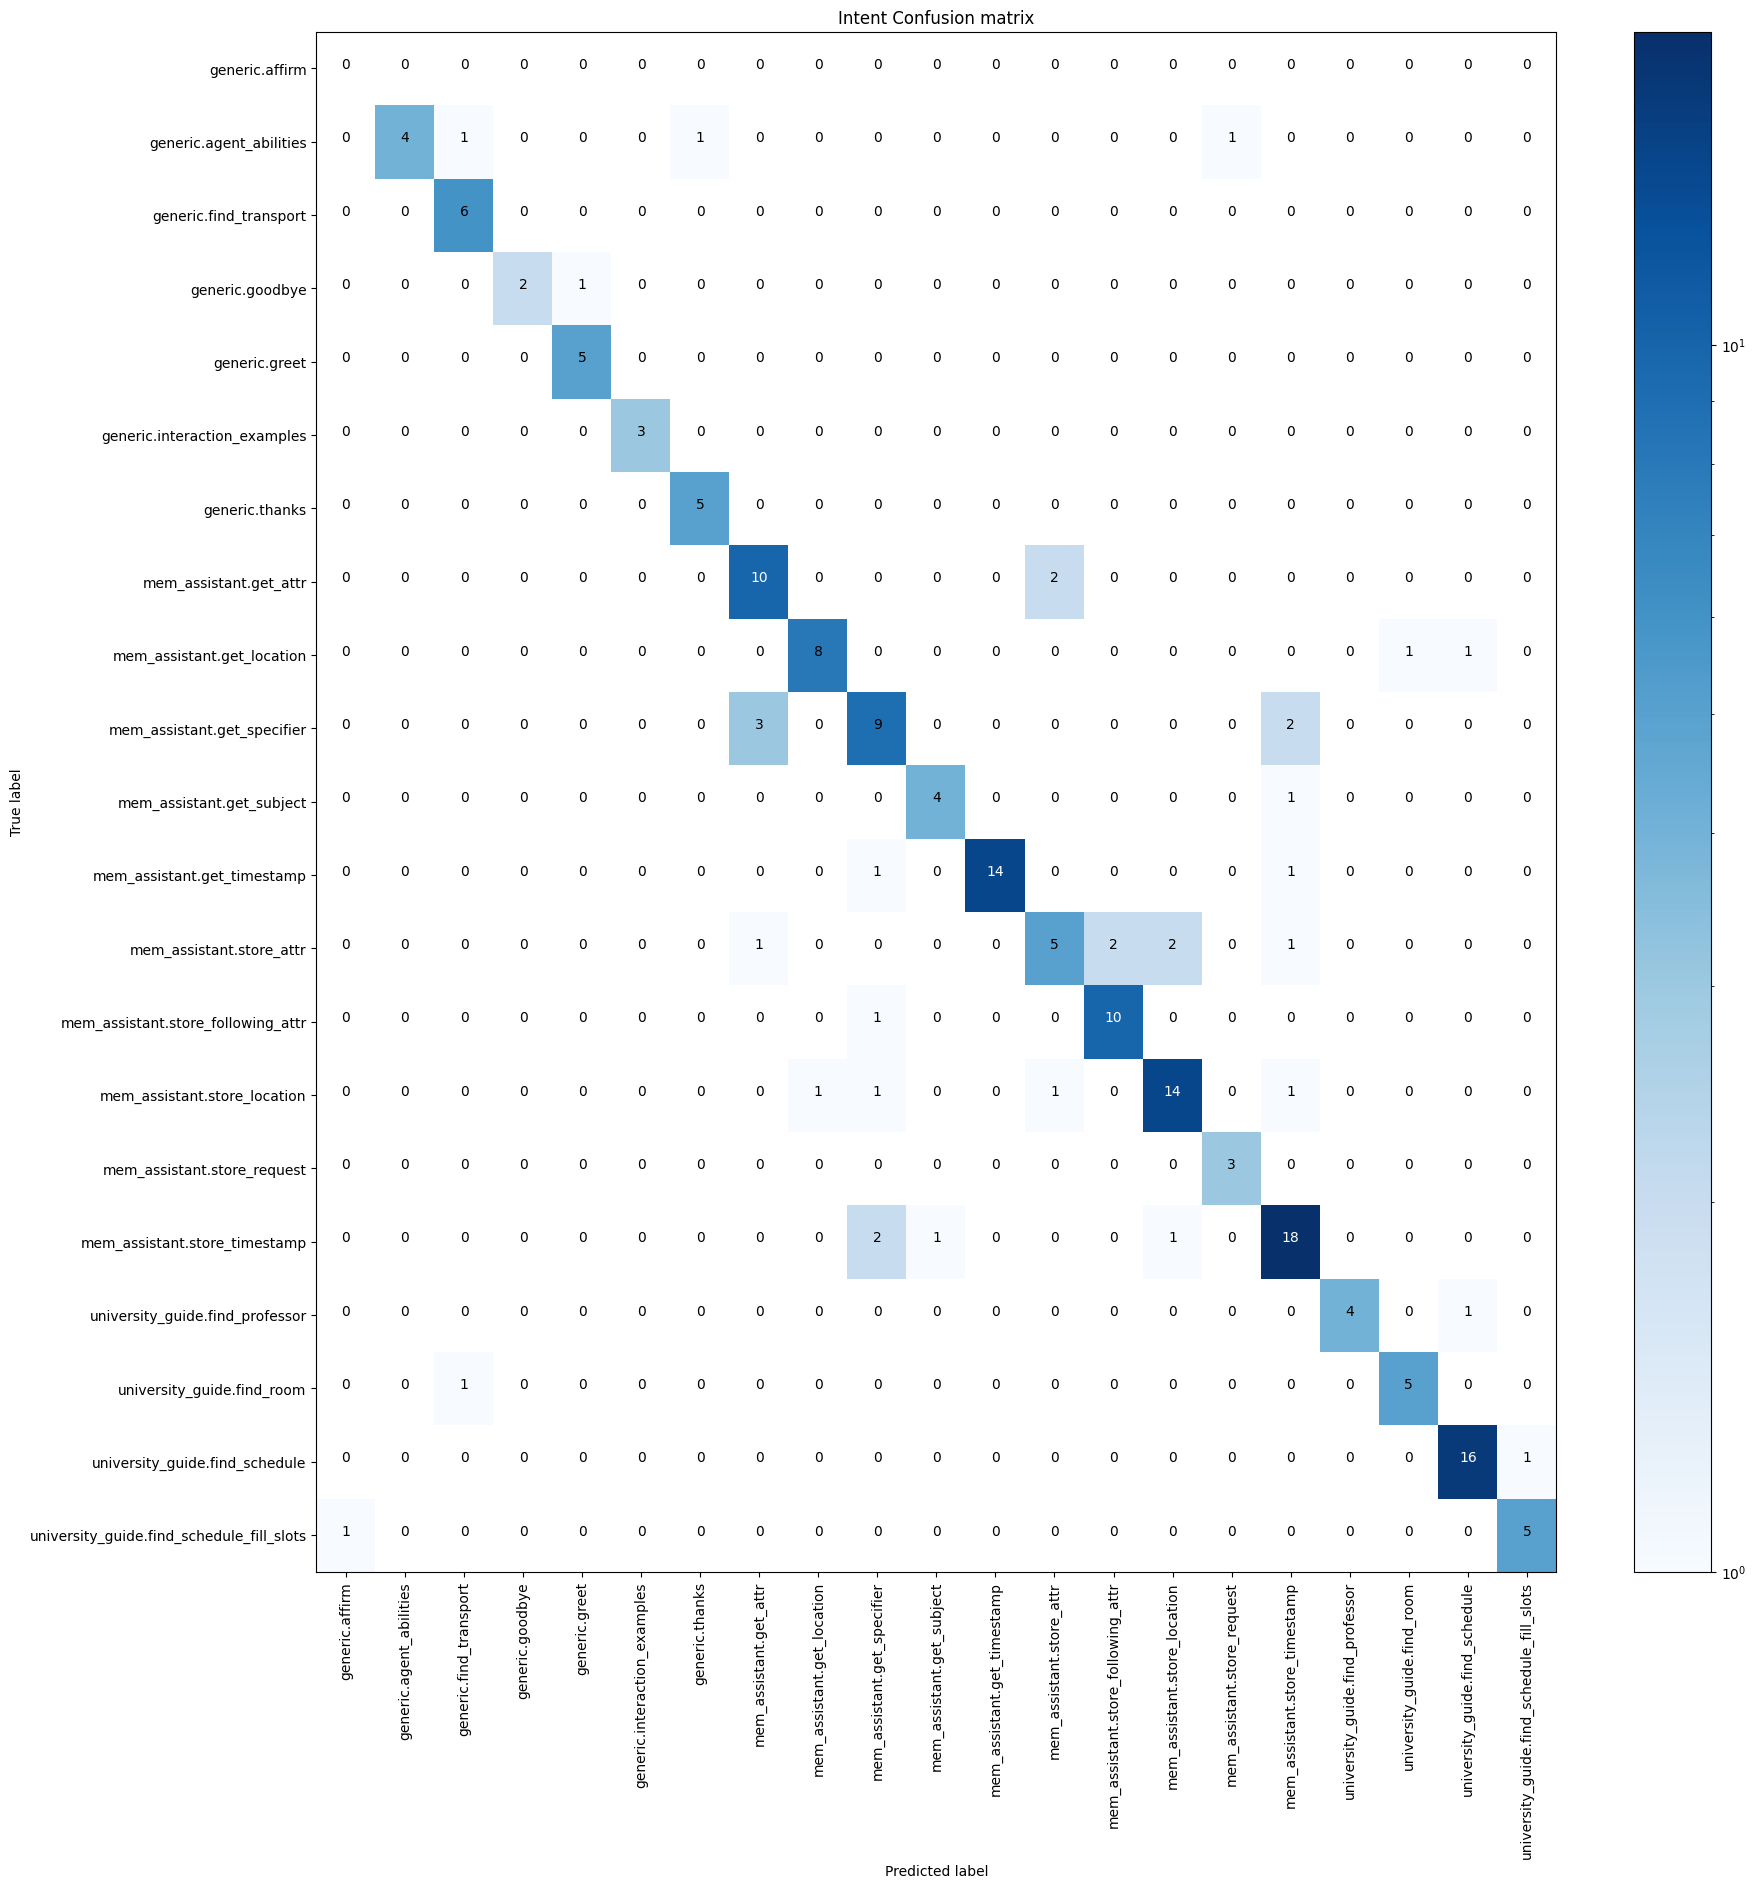 Intent Confusion matrix
generic.affirm 0 0 0 0 0 0 0 0 0 0 0 0 0 0 0 0 0 0 0 0 0
generic.agent_abilities 0 4 1 0 0 0 1 0 0 0 0 0 0 0 0 1 0 0 0 0 0
generic.find_transport 0 0 6 0 0 0 0 0 0 0 0 0 0 0 0 0 0 0 0 0 0
generic.goodbye 0 0 0 2 1 0 0 0 0 0 0 0 0 0 0 0 0 0 0 0 0
generic.greet 0 0 0 0 5 0 0 0 0 0 0 0 0 0 0 0 0 0 0 0 0
10^1
generic.interaction_examples 0 0 0 0 0 3 0 0 0 0 0 0 0 0 0 0 0 0 0 0 0
generic.thanks 0 0 0 0 0 0 5 0 0 0 0 0 0 0 0 0 0 0 0 0 0
mem_assistant.get_attr 0 0 0 0 0 0 0 10 0 0 0 0 2 0 0 0 0 0 0 0 0
mem_assistant.get_location 0 0 0 0 0 0 0 0 8 0 0 0 0 0 0 0 0 0 1 1 0
mem_assistant.get_specifier 0 0 0 0 0 0 0 3 0 9 0 0 0 0 0 0 2 0 0 0 0
True label
mem_assistant.get_subject 0 0 0 0 0 0 0 0 0 0 4 0 0 0 0 0 1 0 0 0 0
mem_assistant.get_timestamp 0 0 0 0 0 0 0 0 0 1 0 14 0 0 0 0 1 0 0 0 0
mem_assistant.store_attr 0 0 0 0 0 0 0 1 0 0 0 0 5 2 2 0 1 0 0 0 0
mem_assistant.store_following_attr 0 0 0 0 0 0 0 0 0 1 0 0 0 10 0 0 0 0 0 0 0
mem_assistant.store_location 0 0 0 0 0 0 0 0 1 1 0 0 1 0 14 0 1 0 0 0 0
mem_assistant.store_request 0 0 0 0 0 0 0 0 0 0 0 0 0 0 0 3 0 0 0 0 0
mem_assistant.store_timestamp 0 0 0 0 0 0 0 0 0 2 1 0 0 0 1 0 18 0 0 0 0
university_guide.find_professor 0 0 0 0 0 0 0 0 0 0 0 0 0 0 0 0 0 4 0 1 0
university_guide.find_room 0 0 1 0 0 0 0 0 0 0 0 0 0 0 0 0 0 0 5 0 0
university_guide.find_schedule 0 0 0 0 0 0 0 0 0 0 0 0 0 0 0 0 0 0 0 16 1
university_guide.find_schedule_fill_slots 1 0 0 0 0 0 0 0 0 0 0 0 0 0 0 0 0 0 0 0 5
10^0
generic.affirm
generic.agent_abilities
generic.find_transport
generic.goodbye
generic.greet
generic.interaction_examples
generic.thanks
mem_assistant.get_attr
mem_assistant.get_location
mem_assistant.get_specifier
mem_assistant.get_subject
mem_assistant.get_timestamp
mem_assistant.store_attr
mem_assistant.store_following_attr
mem_assistant.store_location
mem_assistant.store_request
mem_assistant.store_timestamp
university_guide.find_professor
university_guide.find_room
university_guide.find_schedule
university_guide.find_schedule_fill_slots
Predicted label